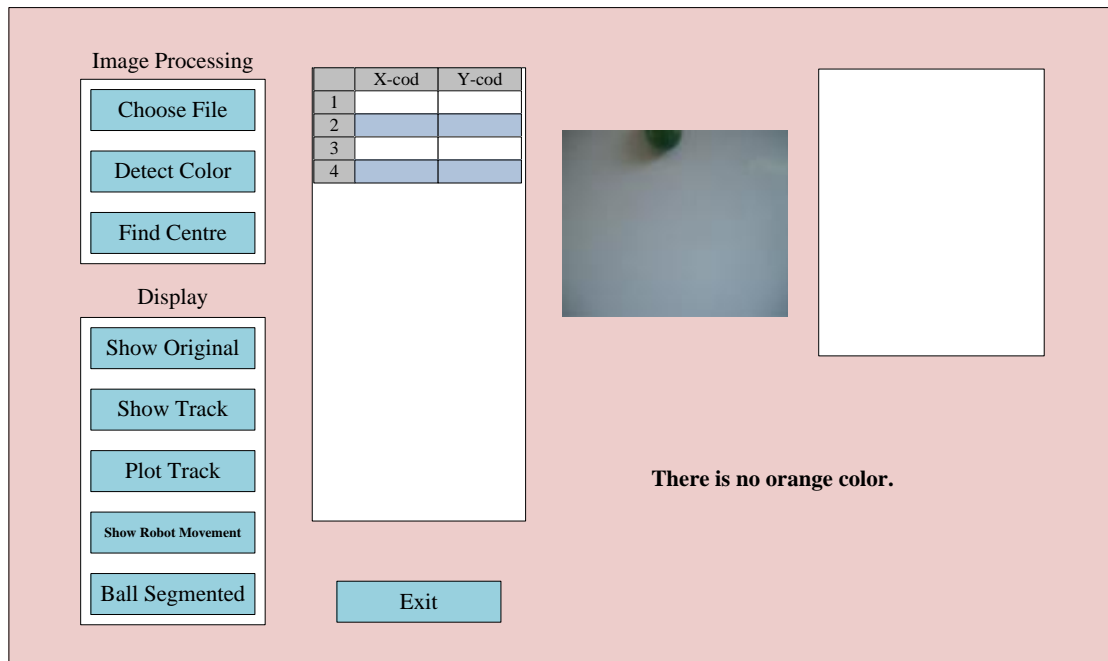 Image Processing
Choose File
Detect Color
Find Centre
Display
Show Original
Show Track
Plot Track
Show Robot Movement
Ball Segmented
X-cod Y-cod
1
2
3
4
Exit
There is no orange color.